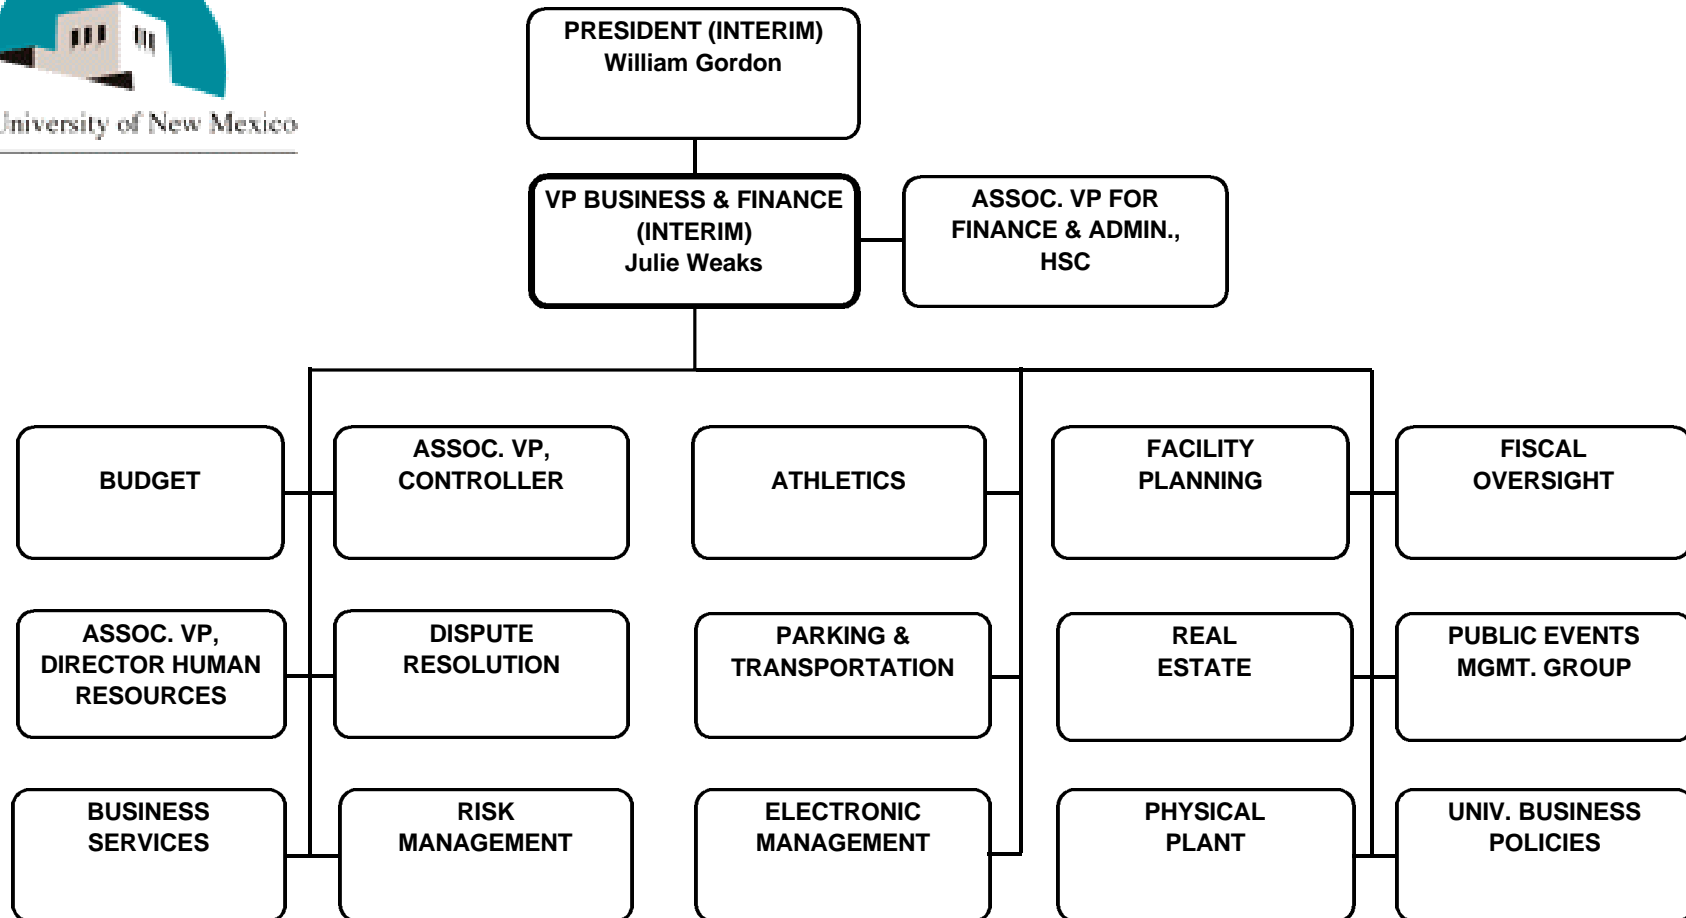 University of New Mexico
PRESIDENT (INTERIM)
William Gordon
VP BUSINESS & FINANCE
(INTERIM)
Julie Weaks
ASSOC. VP FOR
FINANCE & ADMIN.,
HSC
BUDGET
ASSOC. VP,
CONTROLLER
ATHLETICS
FACILITY
PLANNING
FISCAL
OVERSIGHT
ASSOC. VP,
DIRECTOR HUMAN
RESOURCES
DISPUTE
RESOLUTION
PARKING &
TRANSPORTATION
REAL
ESTATE
PUBLIC EVENTS
MGMT. GROUP
BUSINESS
SERVICES
RISK
MANAGEMENT
ELECTRONIC
MANAGEMENT
PHYSICAL
PLANT
UNIV. BUSINESS
POLICIES